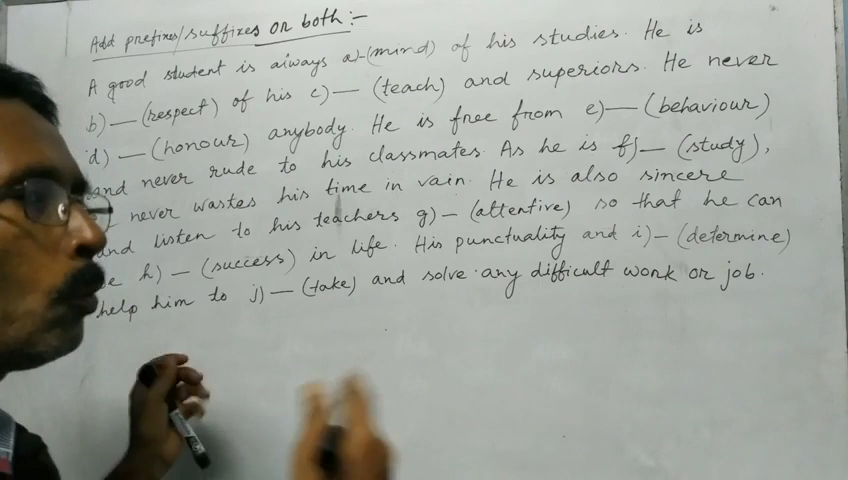 Add prefixes/suffixes or both:-
A good student is always a)-(mind) of his studies. He is
b) — (respect) of his c) — (teach) and superiors. He never
d) — (honour) anybody. He is free from e) — (behaviour)
and never rude to his classmates. As he is f) — (study),
never wastes his time in vain. He is also sincere
and listen to his teachers g) — (attentive) so that he can
h) — (success) in life. His punctuality and i) — (determine)
help him to j) — (take) and solve any difficult work or job.